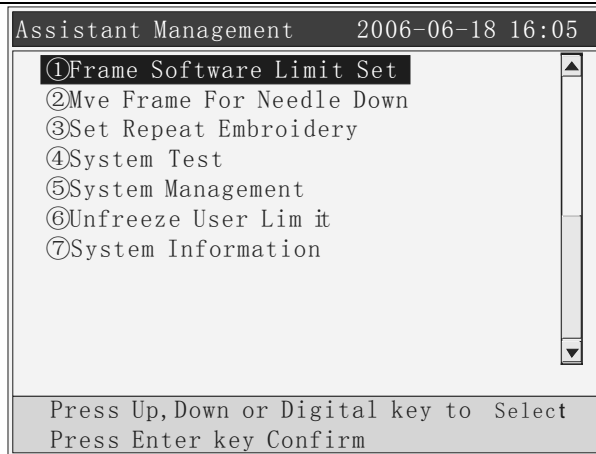 Assistant Management 2006-06-18 16:05
①Frame Software Limit Set
②Mve Frame For Needle Down
③Set Repeat Embroidery
④System Test
⑤System Management
⑥Unfreeze User Lim it
⑦System Information
Press Up,Down or Digital key to Select
Press Enter key Confirm